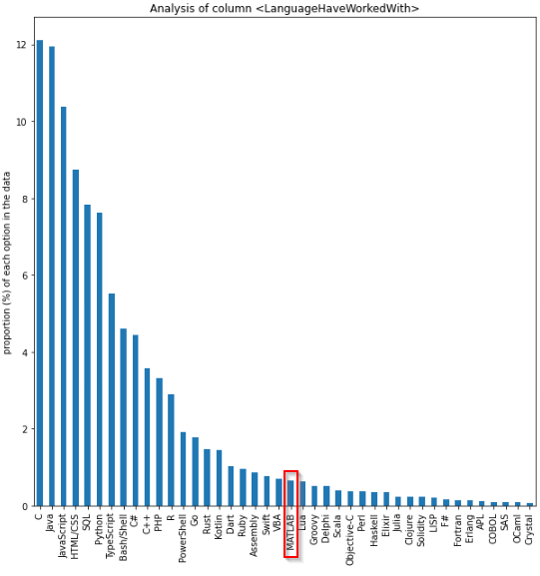 Analysis of column <LanguageHaveWorkedWith>
proportion (%) of each option in the data
12
10
8
6
4
2
0
C
Java
JavaScript
HTML/CSS
SQL
Python
TypeScript
Bash/Shell
C#
C++
PHP
R
PowerShell
Go
Rust
Kotlin
Dart
Ruby
Assembly
Swift
VBA
MATLAB
Lua
Groovy
Delphi
Scala
Objective-C
Perl
Haskell
Elixir
Julia
Clojure
Solidity
LISP
F#
Fortran
Erlang
APL
COBOL
SAS
OCaml
Crystal